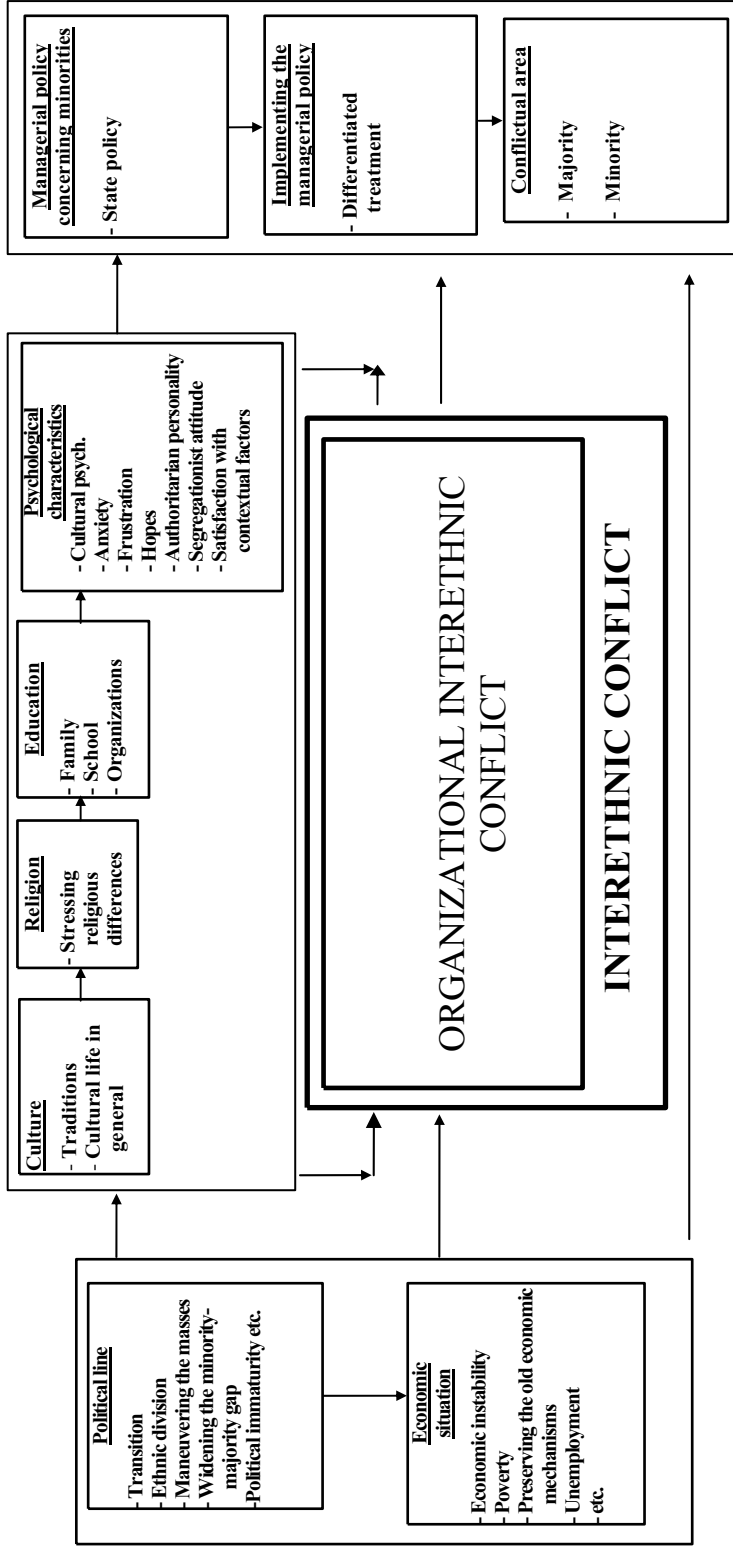 Political line
- Transition
- Ethnic division
- Maneuvering the masses
- Widening the minority-
majority gap
-Political immaturity etc.
Economic
situation
- Economic instability
- Poverty
- Preserving the old economic
mechanisms
- Unemployment
- etc.
Culture
- Traditions
- Cultural life in
general
Religion
- Stressing
religious
differences
Education
- Family
- School
- Organizations
Psychological
characteristics
- Cultural psych.
- Anxiety
- Frustration
- Hopes
- Authoritarian personality
- Segregationist attitude
- Satisfaction with
contextual factors
ORGANIZATIONAL INTERETHNIC
CONFLICT
INTERETHNIC CONFLICT
Managerial policy
concerning minorities
- State policy
Implementing the
managerial policy
- Differentiated
treatment
Conflictual area
- Majority
- Minority